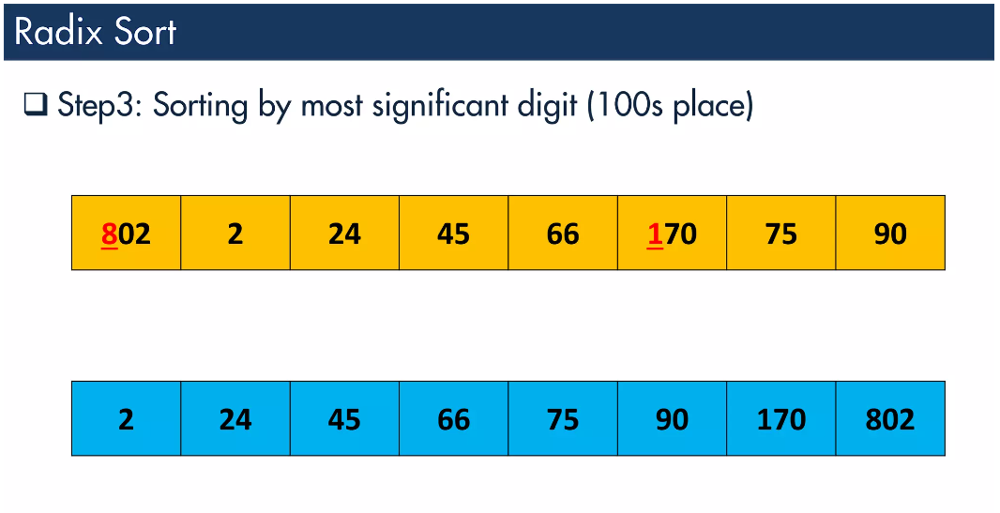 Radix Sort
❑ Step3: Sorting by most significant digit (100s place)
802 2 24 45 66 170 75 90
2 24 45 66 75 90 170 802